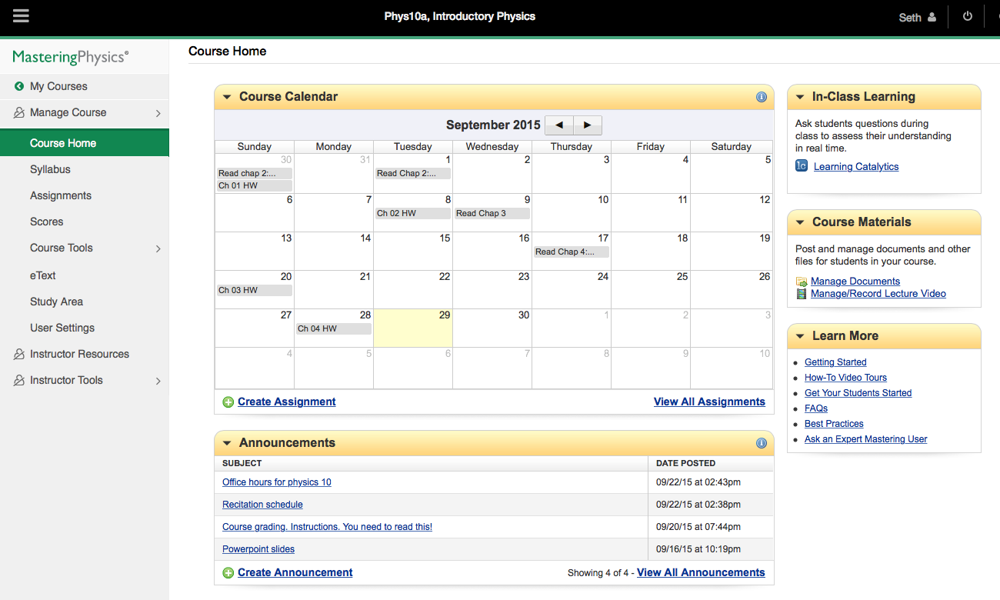 Phys10a, Introductory Physics
Seth
MasteringPhysics®
My Courses
Manage Course
Course Home
Syllabus
Assignments
Scores
Course Tools
eText
Study Area
User Settings
Instructor Resources
Instructor Tools
Course Home
Course Calendar
September 2015
Sunday Monday Tuesday Wednesday Thursday Friday Saturday
30 31 1 2 3 4 5
Read chap 2:... Read Chap 2:...
Ch 01 HW
6 7 8 9 10 11 12
Ch 02 HW Read Chap 3
13 14 15 16 17 18 19
Read Chap 4:...
20 21 22 23 24 25 26
Ch 03 HW
27 28 29 30 1 2 3
Ch 04 HW
4 5 6 7 8 9 10
Create Assignment View All Assignments
Announcements
SUBJECT DATE POSTED
Office hours for physics 10 09/22/15 at 02:43pm
Recitation schedule 09/22/15 at 02:38pm
Course grading. Instructions. You need to read this! 09/20/15 at 07:44pm
Powerpoint slides 09/16/15 at 10:19pm
Create Announcement Showing 4 of 4 - View All Announcements
In-Class Learning
Ask students questions during
class to assess their understanding
in real time.
lc Learning Catalytics
Course Materials
Post and manage documents and other
files for students in your course.
Manage Documents
Manage/Record Lecture Video
Learn More
Getting Started
How-To Video Tours
Get Your Students Started
FAQs
Best Practices
Ask an Expert Mastering User